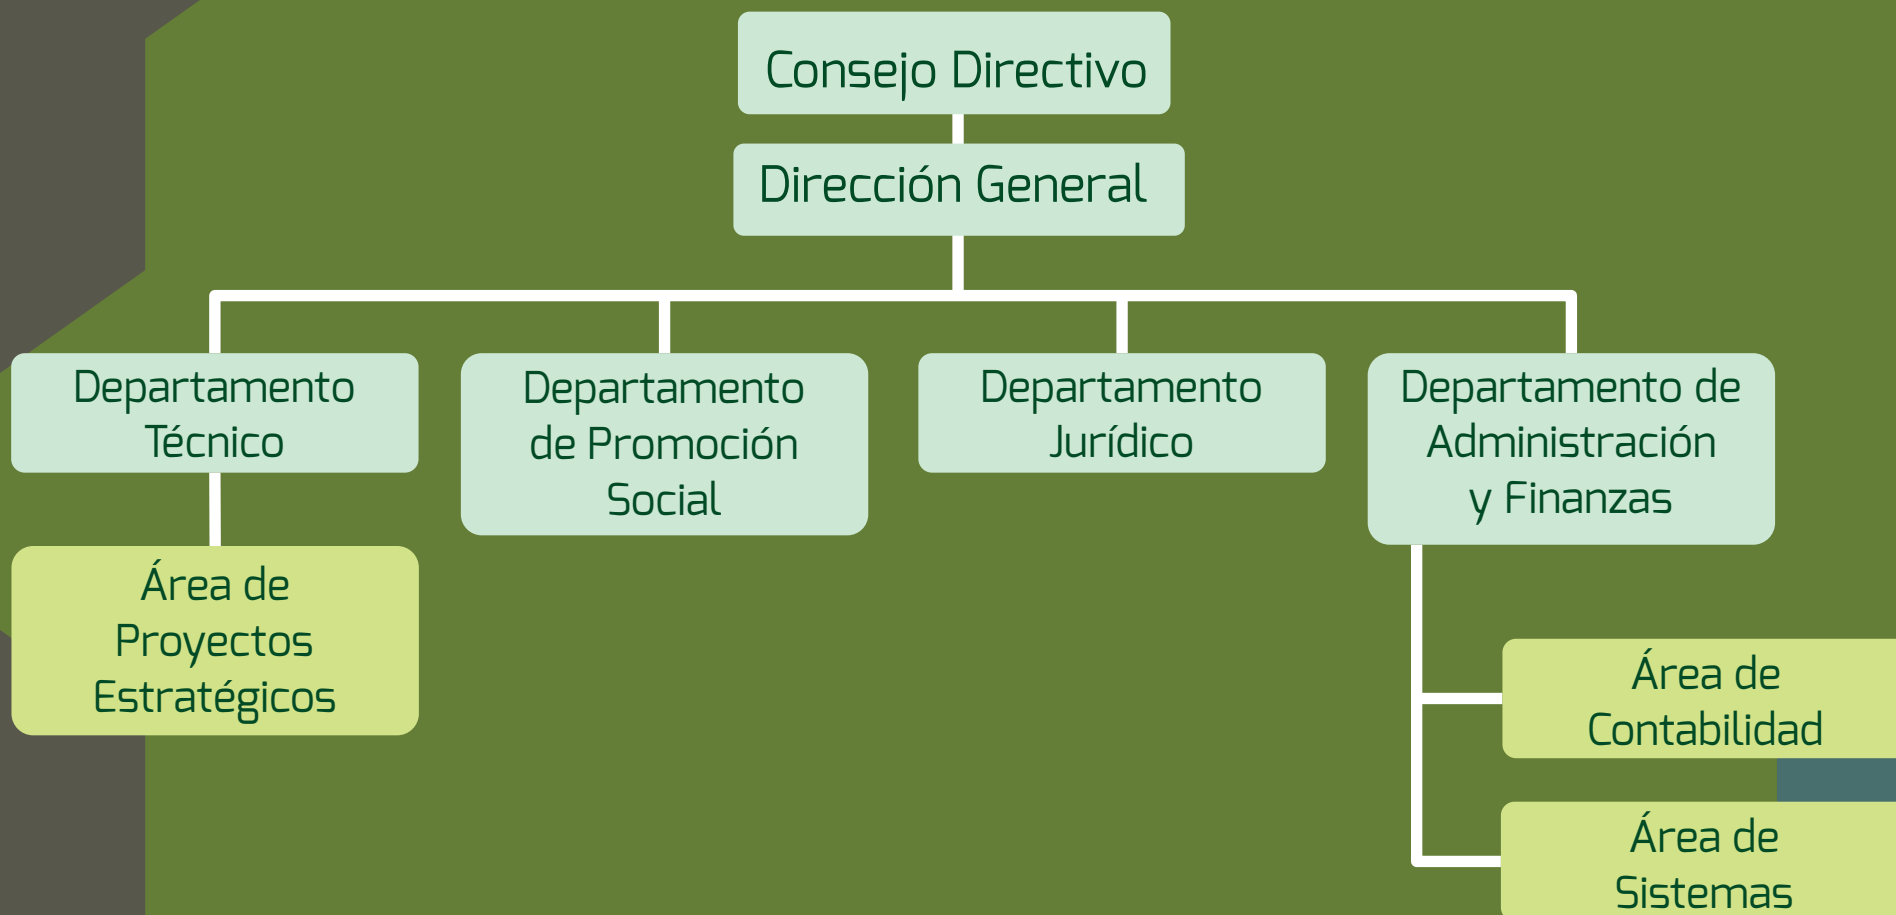 Consejo Directivo
Dirección General
Departamento
Técnico
Departamento
de Promoción
Social
Departamento
Jurídico
Departamento de
Administración
y Finanzas
Área de
Proyectos
Estratégicos
Área de
Contabilidad
Área de
Sistemas